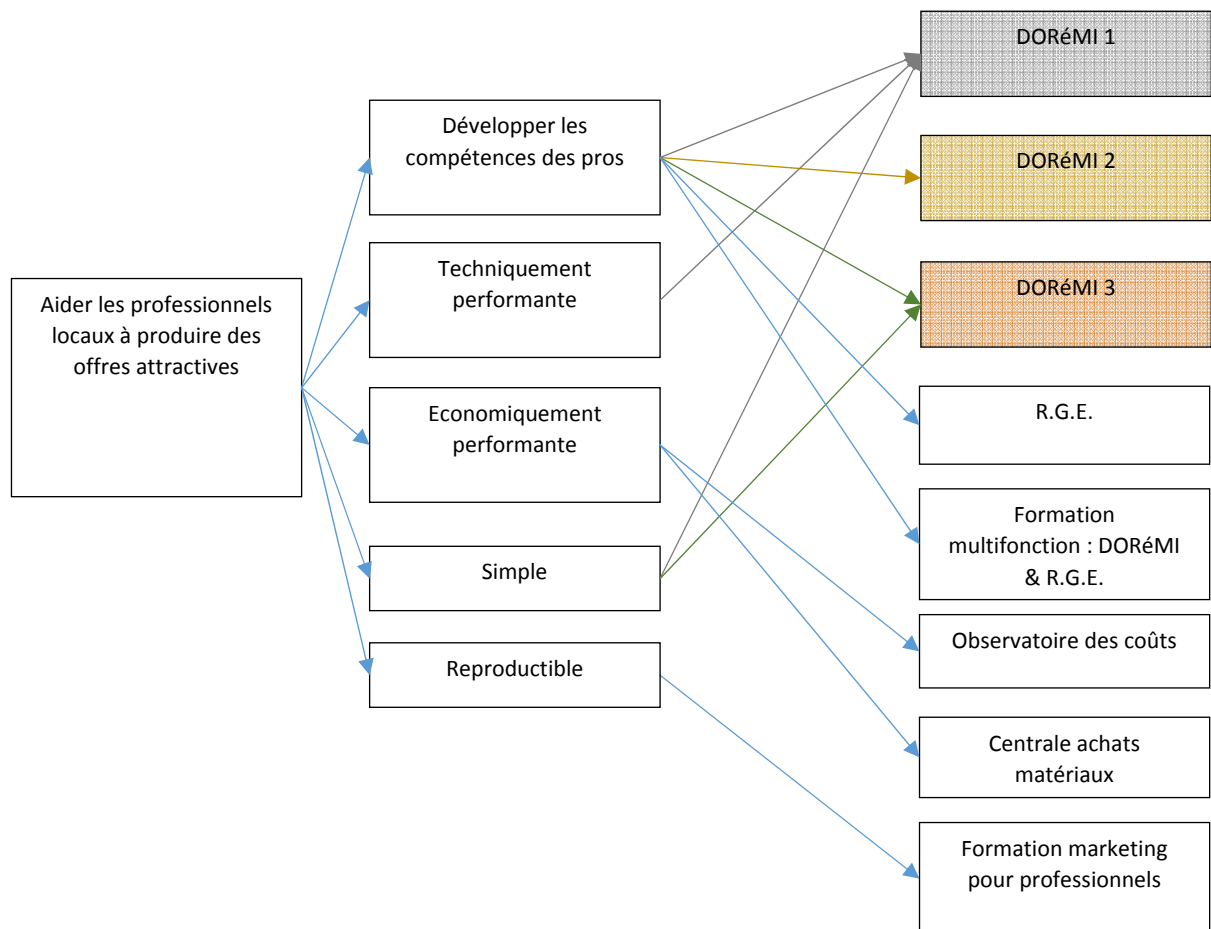 Aider les professionnels
locaux à produire des
offres attractives
Développer les
compétences des pros
Techniquement
performante
Economiquement
performante
Simple
Reproductible
DORéMI 1
DORéMI 2
DORéMI 3
R.G.E.
Formation
multifonction : DORéMI
& R.G.E.
Observatoire des coûts
Centrale achats
matériaux
Formation marketing
pour professionnels